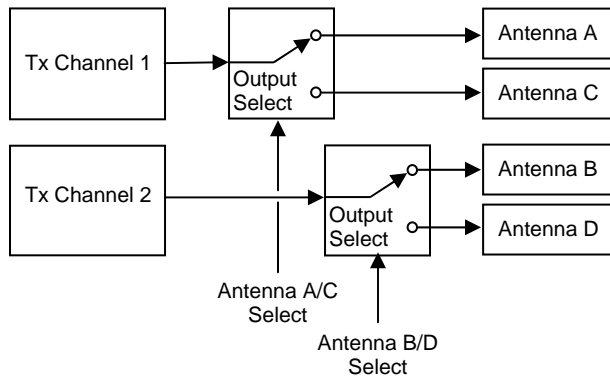 Tx Channel 1
Output
Select
Antenna A
Antenna C
Tx Channel 2
Output
Select
Antenna B
Antenna D
Antenna A/C
Select
Antenna B/D
Select